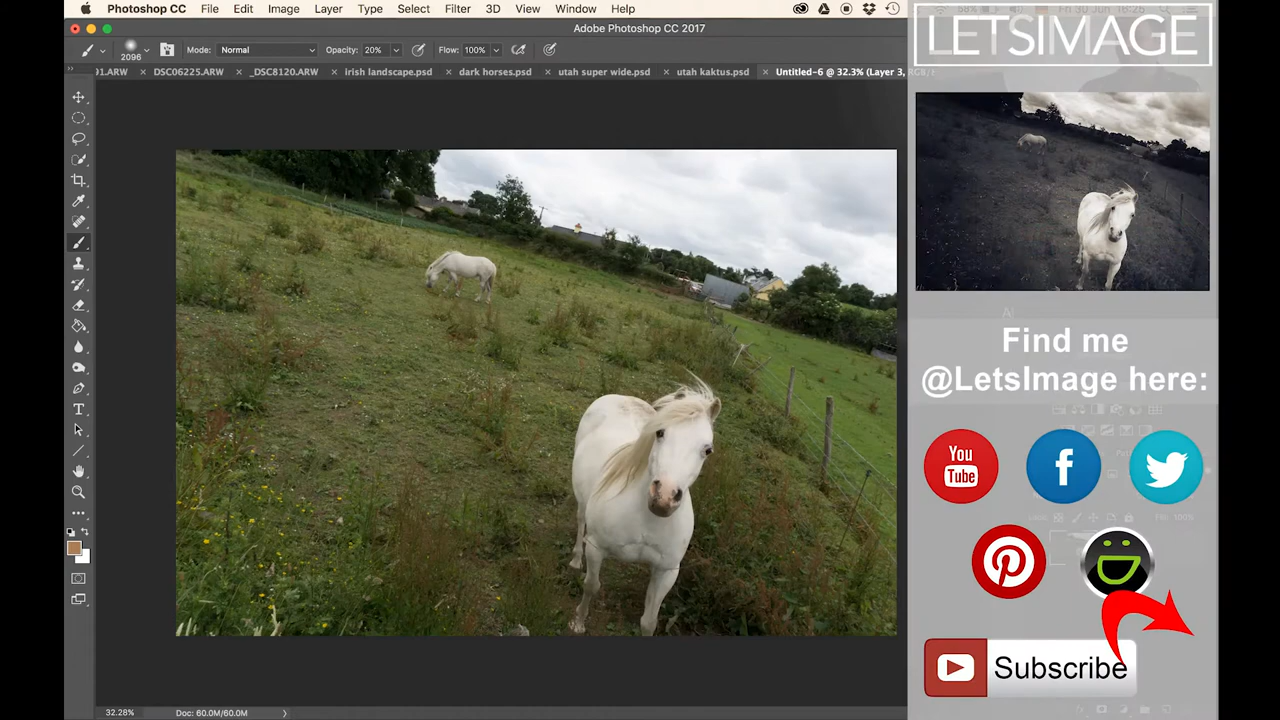 Photoshop CC File Edit Image Layer Type Select Filter 3D View Window Help
Adobe Photoshop CC 2017
2096 Mode: Normal Opacity: 20% Flow: 100%
91.ARW DSC06225.ARW _DSC8120.ARW irish landscape.psd dark horses.psd utah super wide.psd utah kaktus.psd Untitled-6 @ 32.3% (Layer 3,
LETSIMAGE
Find me
@LetsImage here:
You
Tube
Subscribe
32.28% Doc: 60.0M/60.0M